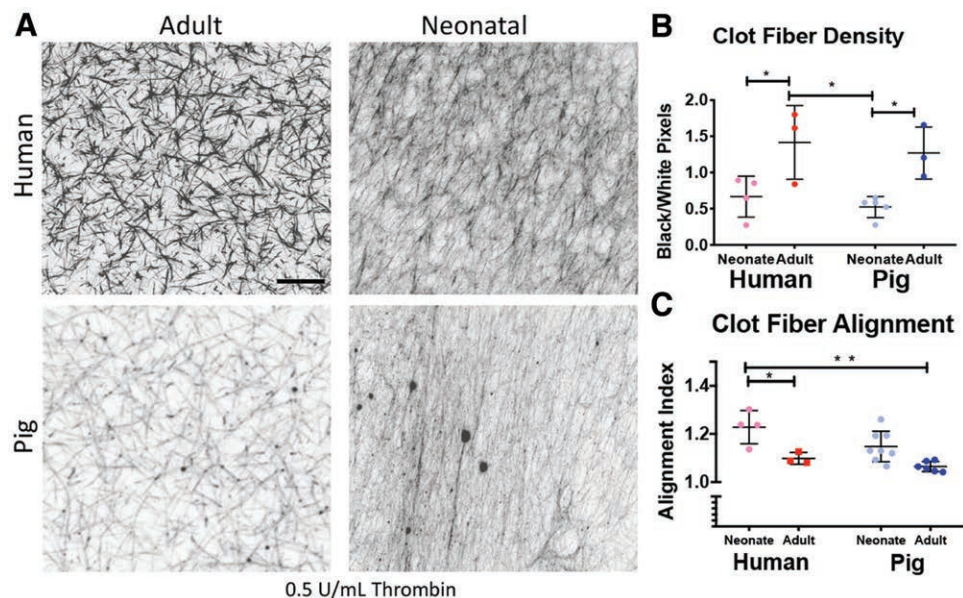 A
Adult
Neonatal
Human
Pig
0.5 U/mL Thrombin
B
Clot Fiber Density
Black/White Pixels
2.0
1.5
1.0
0.5
0.0
*
*
*
Neonate Adult
Neonate Adult
Human
Pig
C
Clot Fiber Alignment
Alignment Index
1.4
1.2
1.0
* *
*
Neonate Adult
Neonate Adult
Human
Pig